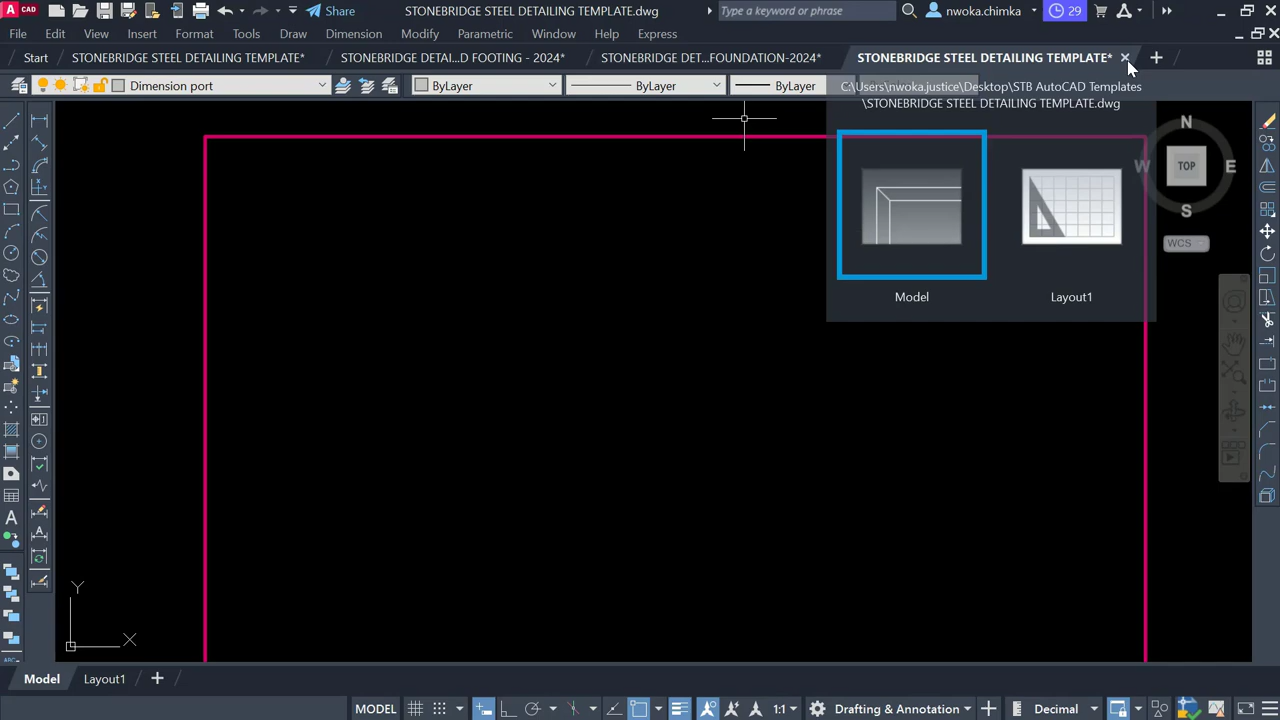 A CAD
Share
STONEBRIDGE STEEL DETAILING TEMPLATE.dwg
Type a keyword or phrase
nwoka.chimka
29
File Edit View Insert Format Tools Draw Dimension Modify Parametric Window Help Express
Start
STONEBRIDGE STEEL DETAILING TEMPLATE*
STONEBRIDGE DETAI...D FOOTING - 2024*
STONEBRIDGE DET...FOUNDATION-2024*
STONEBRIDGE STEEL DETAILING TEMPLATE*
Dimension port
ByLayer
ByLayer
ByLayer
C:\Users\nwoka.justice\Desktop\STB AutoCAD Templates
\STONEBRIDGE STEEL DETAILING TEMPLATE.dwg
N
W
TOP
E
S
WCS
Model
Layout1
Y
X
A
A
ABC
Model
Layout1
MODEL
1:1
Drafting & Annotation
Decimal